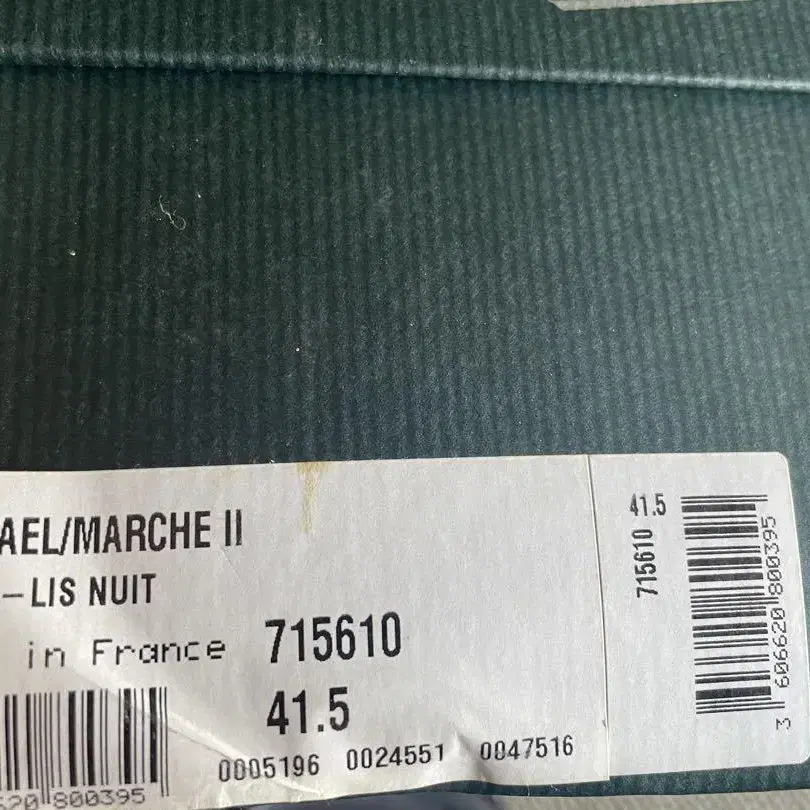 AEL/MARCHE II
–LIS NUIT
in France 715610
41.5
0005196 0024551 0047516
620 800395
41.5
715610
3 606620 800395